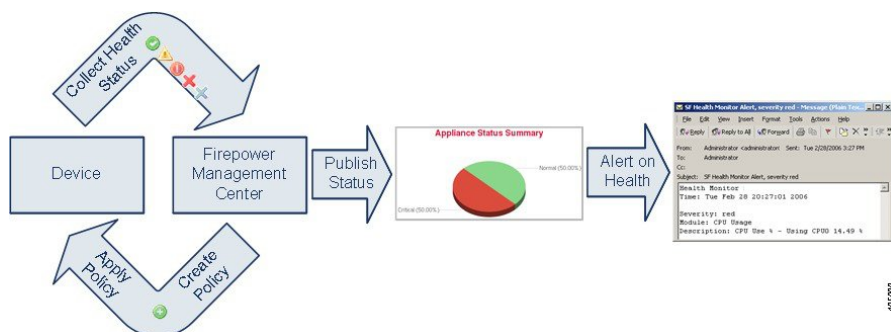 Collect Health
Status
Device
Firepower
Management
Center
Apply
Policy
Create
Policy
Publish
Status
Appliance Status Summary
Normal (50.00%)
Critical (50.00%)
Alert on
Health
SF Health Monitor Alert, severity red - Message (Plain Tex...
File Edit View Insert Format Tools Actions Help
Reply Reply to All Forward
From: Administrator <administrator> Sent: Tue 2/28/2006 3:27 PM
To: Administrator
Cc:
Subject: SF Health Monitor Alert, severity red
Health Monitor
Time: Tue Feb 28 20:27:01 2006
Severity: red
Module: CPU Usage
Description: CPU Use % - Using CPU0 14.49 %